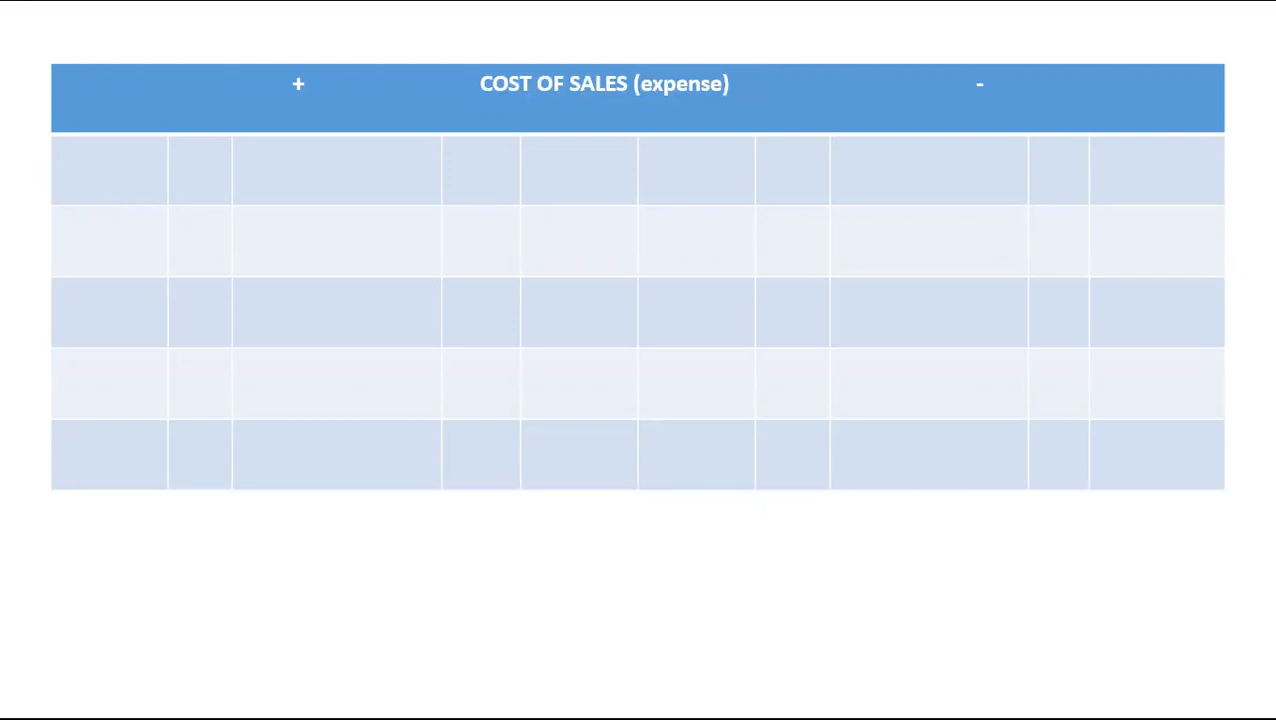 + COST OF SALES (expense) -